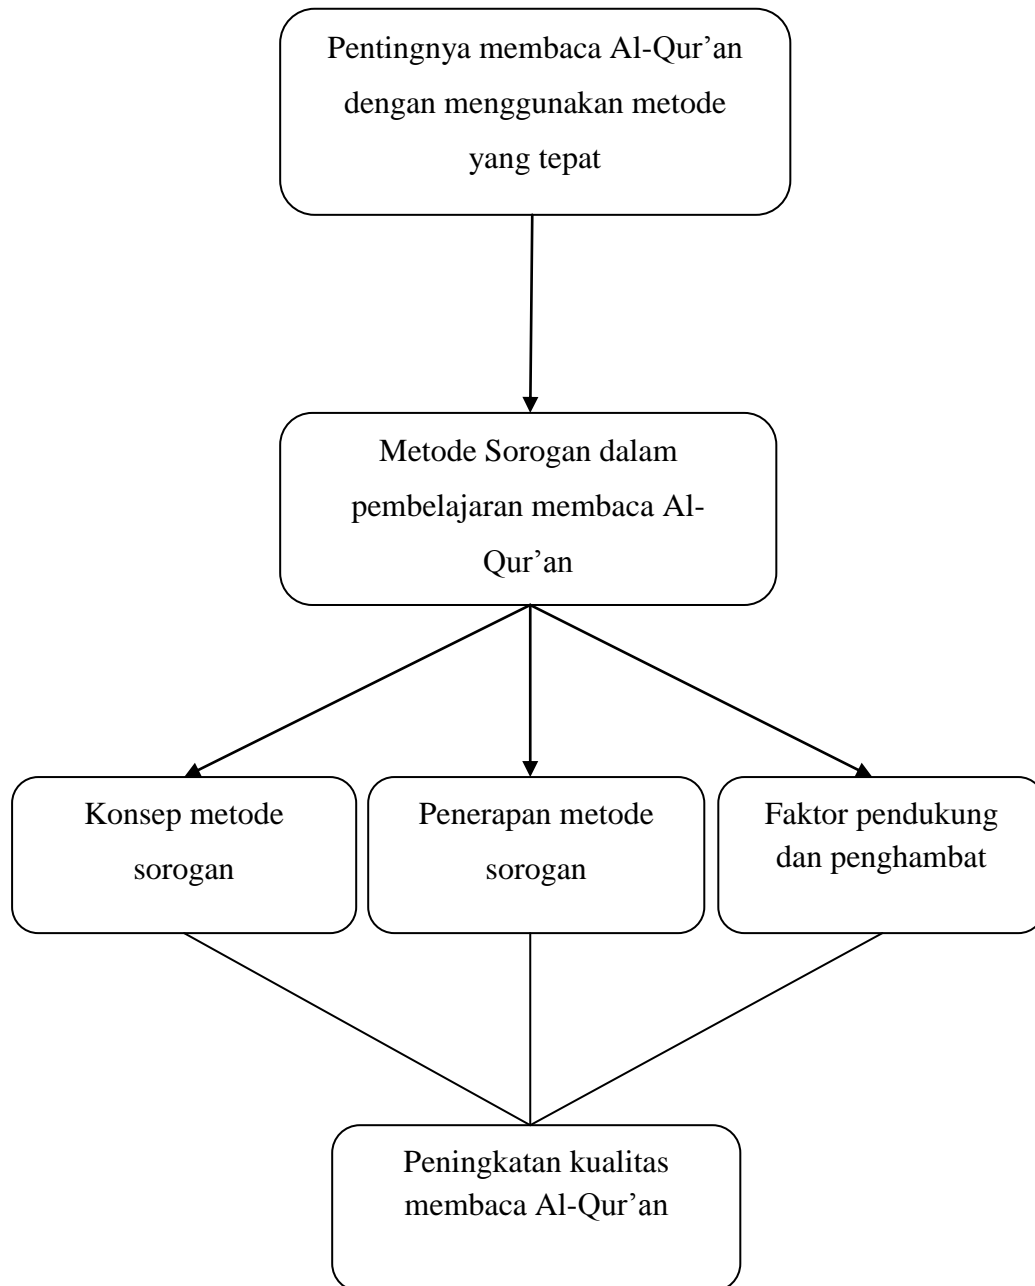 Pentingnya membaca Al-Qur’an
dengan menggunakan metode
yang tepat
Metode Sorogan dalam
pembelajaran membaca Al-
Qur’an
Konsep metode
sorogan
Penerapan metode
sorogan
Faktor pendukung
dan penghambat
Peningkatan kualitas
membaca Al-Qur’an